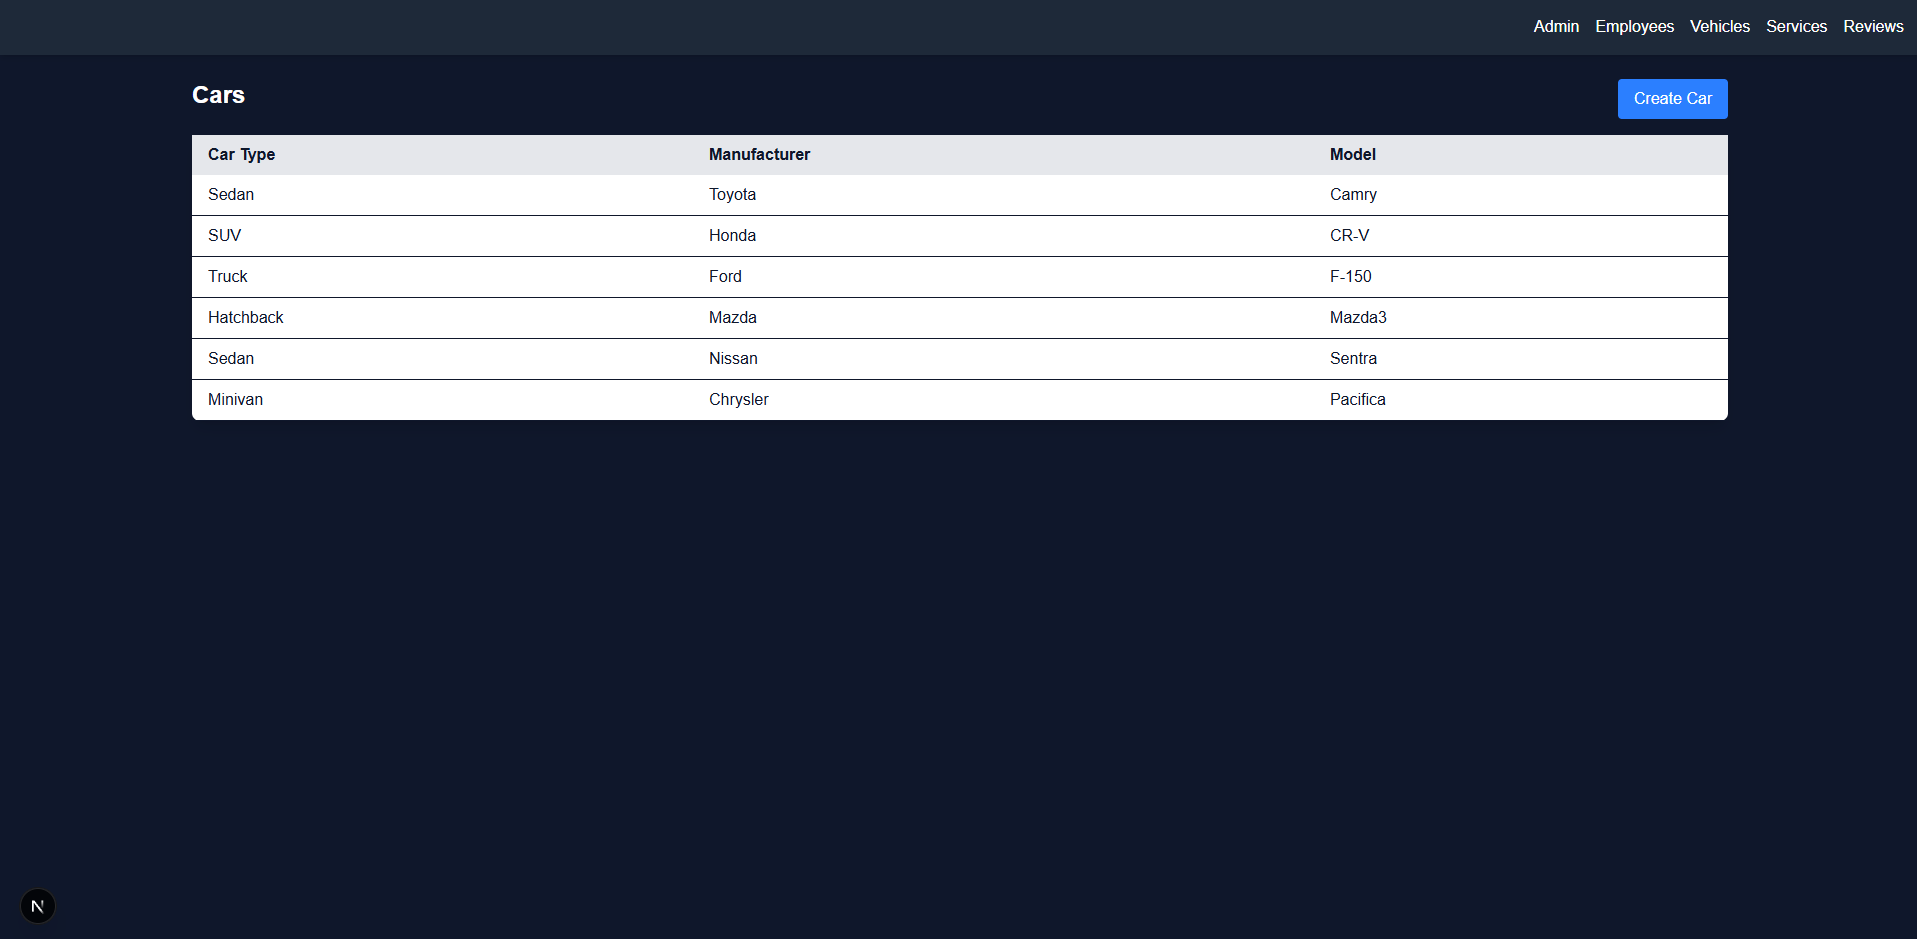 Admin Employees Vehicles Services Reviews
Cars
Create Car
Car Type Manufacturer Model
Sedan Toyota Camry
SUV Honda CR-V
Truck Ford F-150
Hatchback Mazda Mazda3
Sedan Nissan Sentra
Minivan Chrysler Pacifica
N